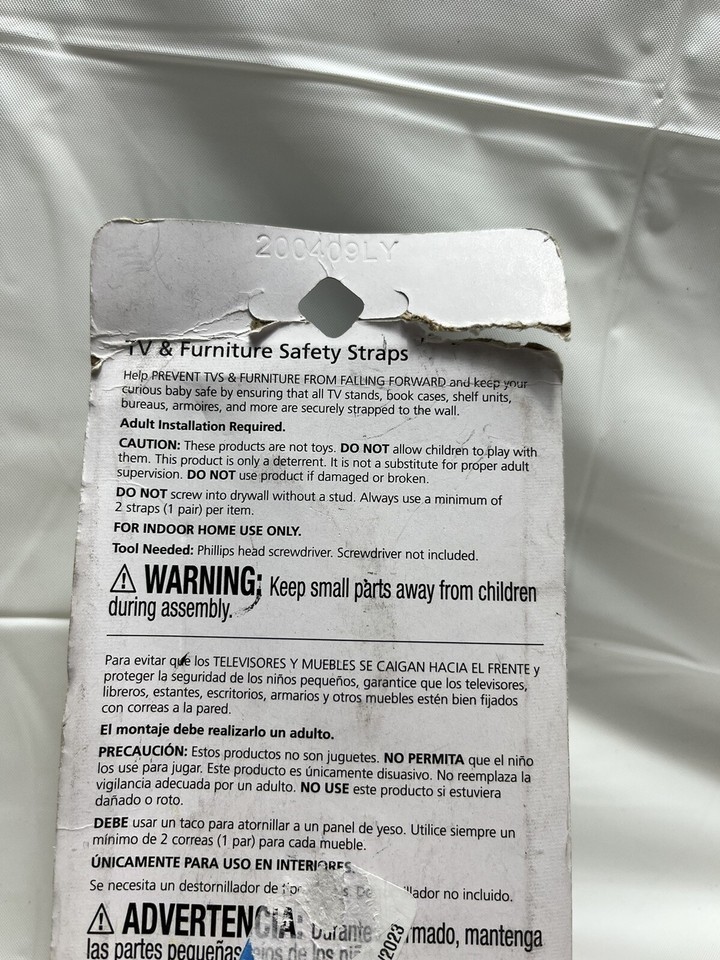 200409LY
TV & Furniture Safety Straps
Help PREVENT TVS & FURNITURE FROM FALLING FORWARD and keep your
curious baby safe by ensuring that all TV stands, book cases, shelf units,
bureaus, armoires, and more are securely strapped to the wall.
Adult Installation Required.
CAUTION: These products are not toys. DO NOT allow children to play with
them. This product is only a deterrent. It is not a substitute for proper adult
supervision. DO NOT use product if damaged or broken.
DO NOT screw into drywall without a stud. Always use a minimum of
2 straps (1 pair) per item.
FOR INDOOR HOME USE ONLY.
Tool Needed: Phillips head screwdriver. Screwdriver not included.
⚠ WARNING: Keep small parts away from children
during assembly.
Para evitar que los TELEVISORES Y MUEBLES SE CAIGAN HACIA EL FRENTE y
proteger la seguridad de los niños pequeños, garantice que los televisores,
libreros, estantes, escritorios, armarios y otros muebles estén bien fijados
con correas a la pared.
El montaje debe realizarlo un adulto.
PRECAUCIÓN: Estos productos no son juguetes. NO PERMITA que el niño
los use para jugar. Este producto es únicamente disuasivo. No reemplaza la
vigilancia adecuada por un adulto. NO USE este producto si estuviera
dañado o roto.
DEBE usar un taco para atornillar a un panel de yeso. Utilice siempre un
mínimo de 2 correas (1 par) para cada mueble.
ÚNICAMENTE PARA USO EN INTERIORES.
Se necesita un destornillador de no incluido.
⚠ ADVERTENCIA: Durante mantenga
las partes pequeñas de los
/2023